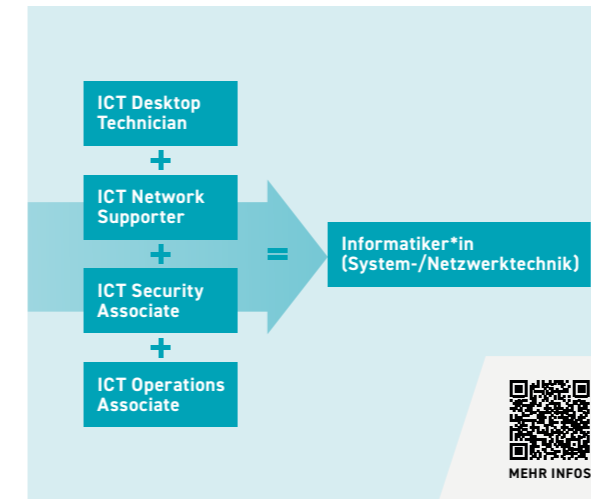 ICT Desktop
Technician
+
ICT Network
Supporter
+
ICT Security
Associate
+
ICT Operations
Associate
=
Informatiker*in
(System-/Netzwerktechnik)
MEHR INFOS